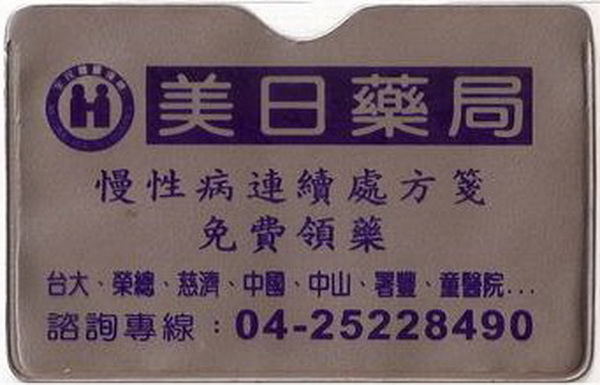 美日藥局
慢性病連續處方箋
免費領藥
台大、榮總、慈濟、中國、中山、署豐、童醫院...
諮詢專線：04-25228490